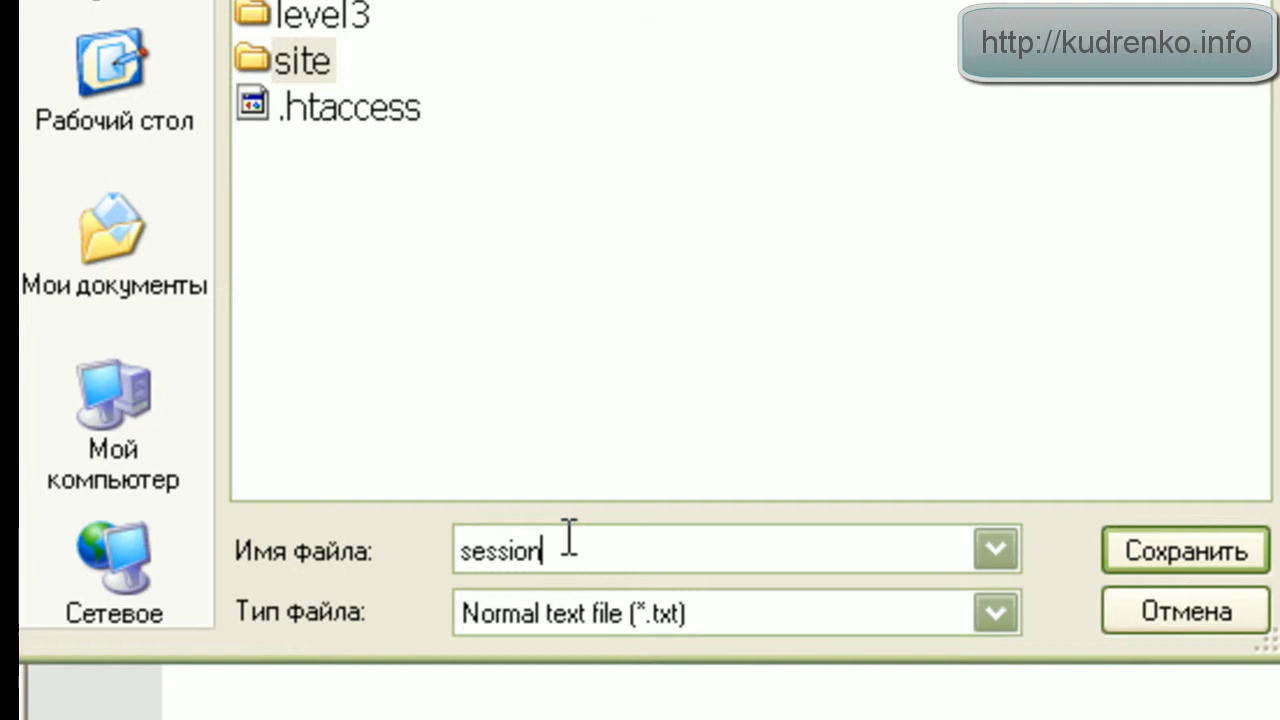 level3
http://kudrenko.info
site
.htaccess
Рабочий стол
Мои документы
Мой
компьютер
Сетевое
Имя файла:
session
Сохранить
Тип файла:
Normal text file (*.txt)
Отмена